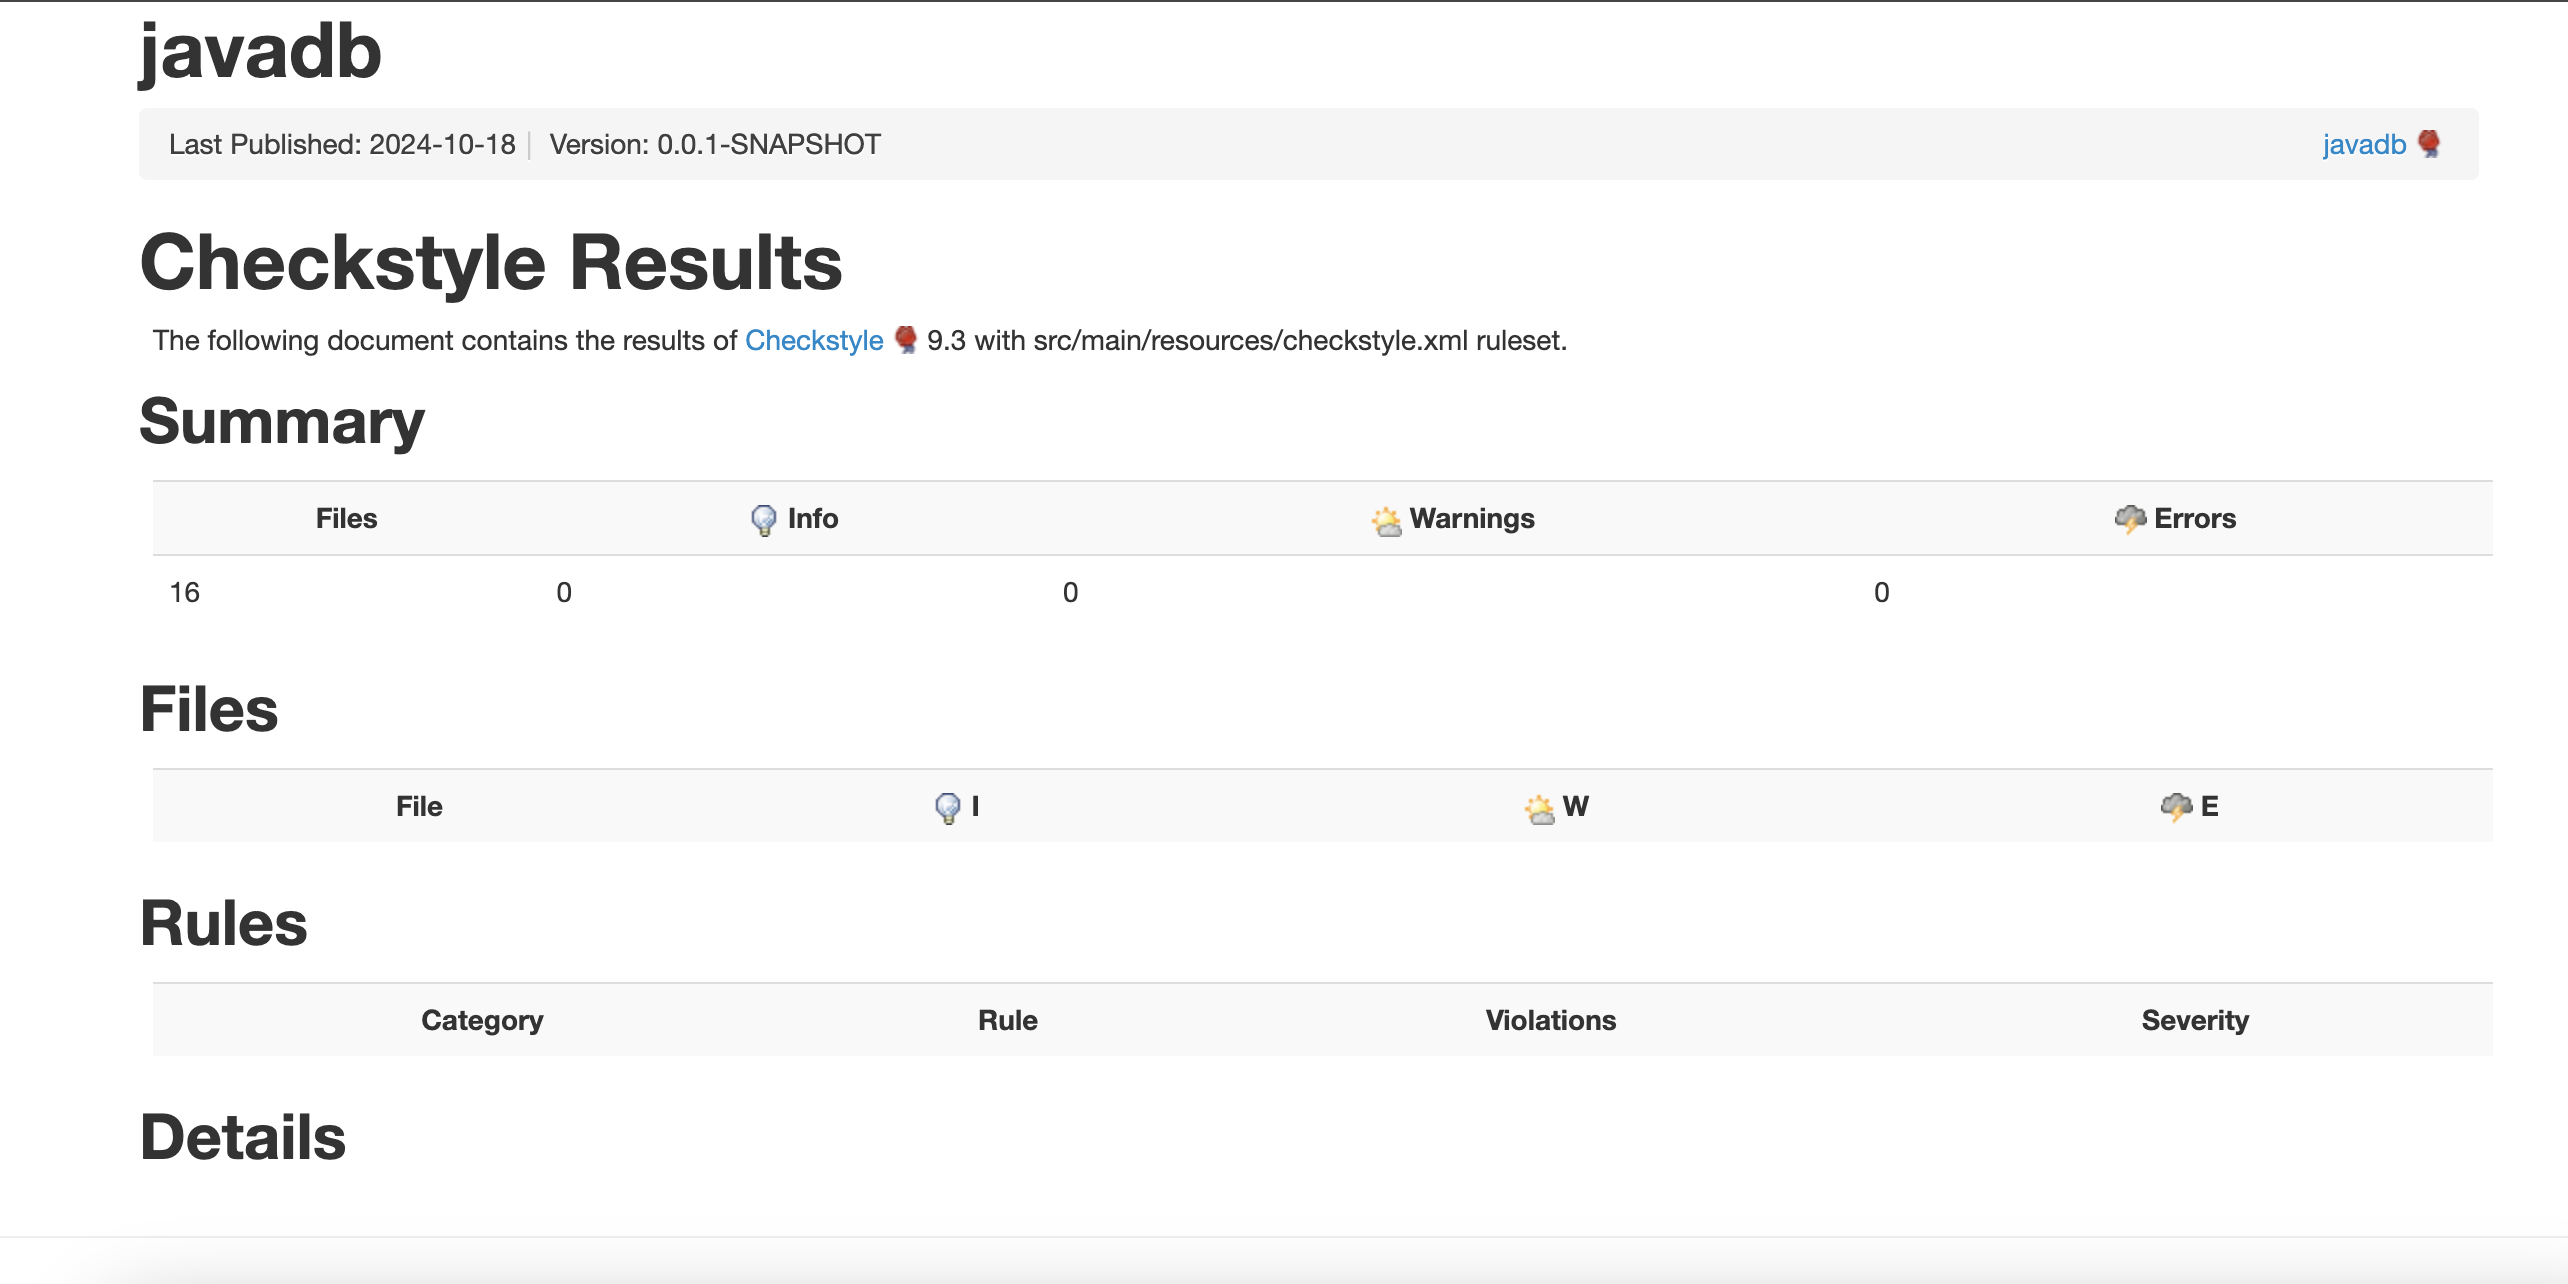 javadb
Last Published: 2024-10-18 | Version: 0.0.1-SNAPSHOT javadb
Checkstyle Results
The following document contains the results of Checkstyle 9.3 with src/main/resources/checkstyle.xml ruleset.
Summary
Files Info Warnings Errors
16 0 0 0
Files
File I W E
Rules
Category Rule Violations Severity
Details